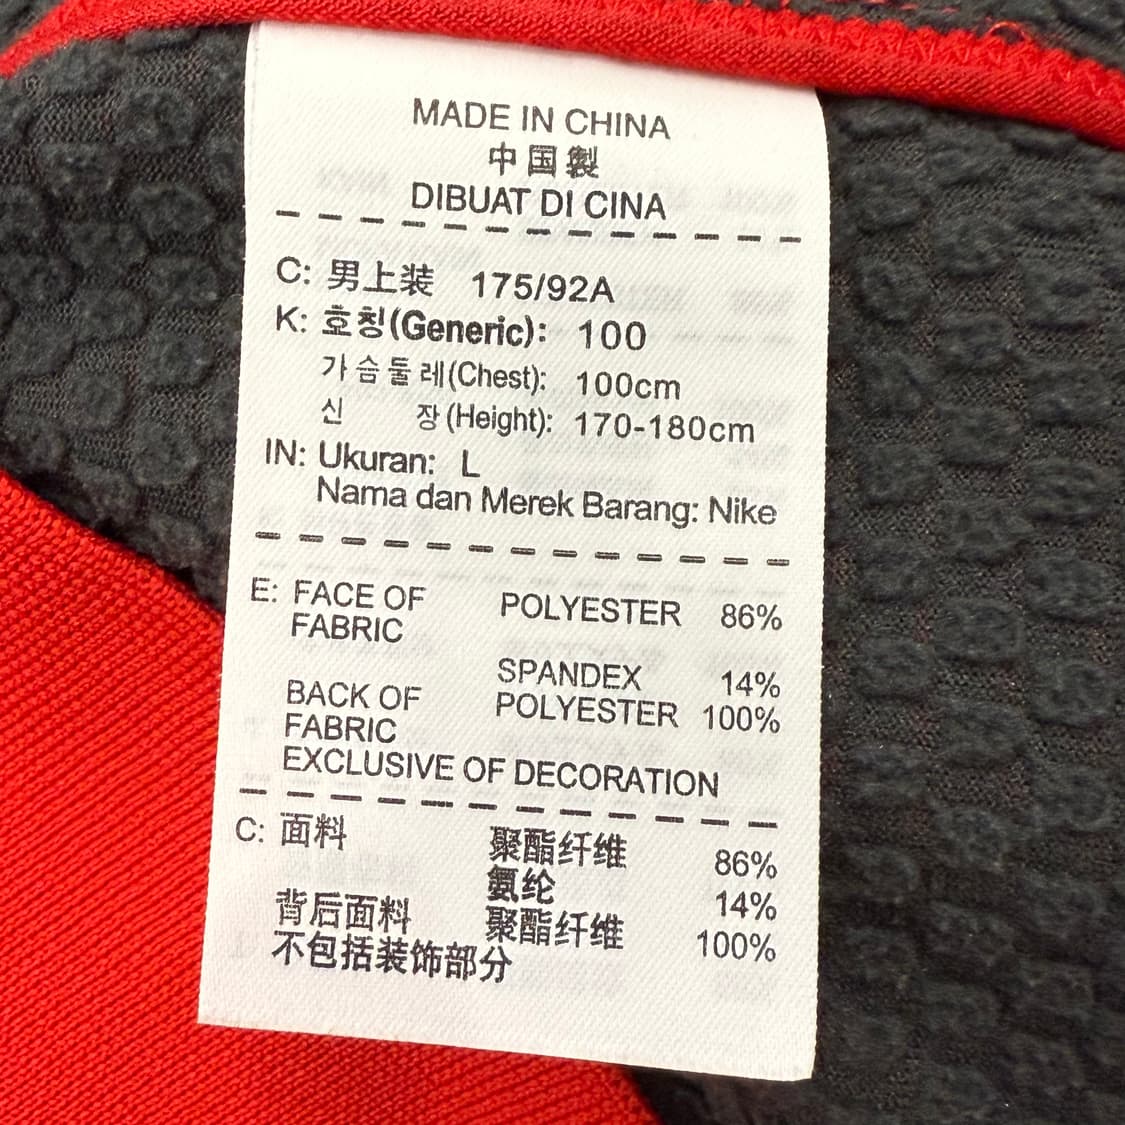 MADE IN CHINA
中国製
DIBUAT DI CINA
C: 男上装 175/92A
K: 호칭(Generic): 100
가슴둘레(Chest): 100cm
신 장(Height): 170-180cm
IN: Ukuran: L
Nama dan Merek Barang: Nike
E: FACE OF FABRIC POLYESTER 86%
SPANDEX 14%
BACK OF FABRIC POLYESTER 100%
EXCLUSIVE OF DECORATION
C: 面料 聚酯纤维 86%
氨纶 14%
背后面料 聚酯纤维 100%
不包括装饰部分